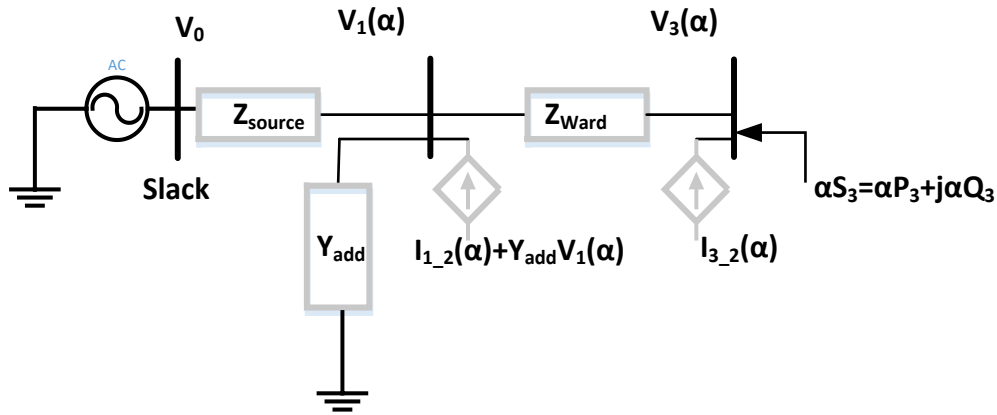 V₀
V₁(α)
V₃(α)
AC
Z_source
Z_Ward
Slack
αS₃=αP₃+jαQ₃
Y_add
I₁_₂(α)+Y_addV₁(α)
I₃_₂(α)